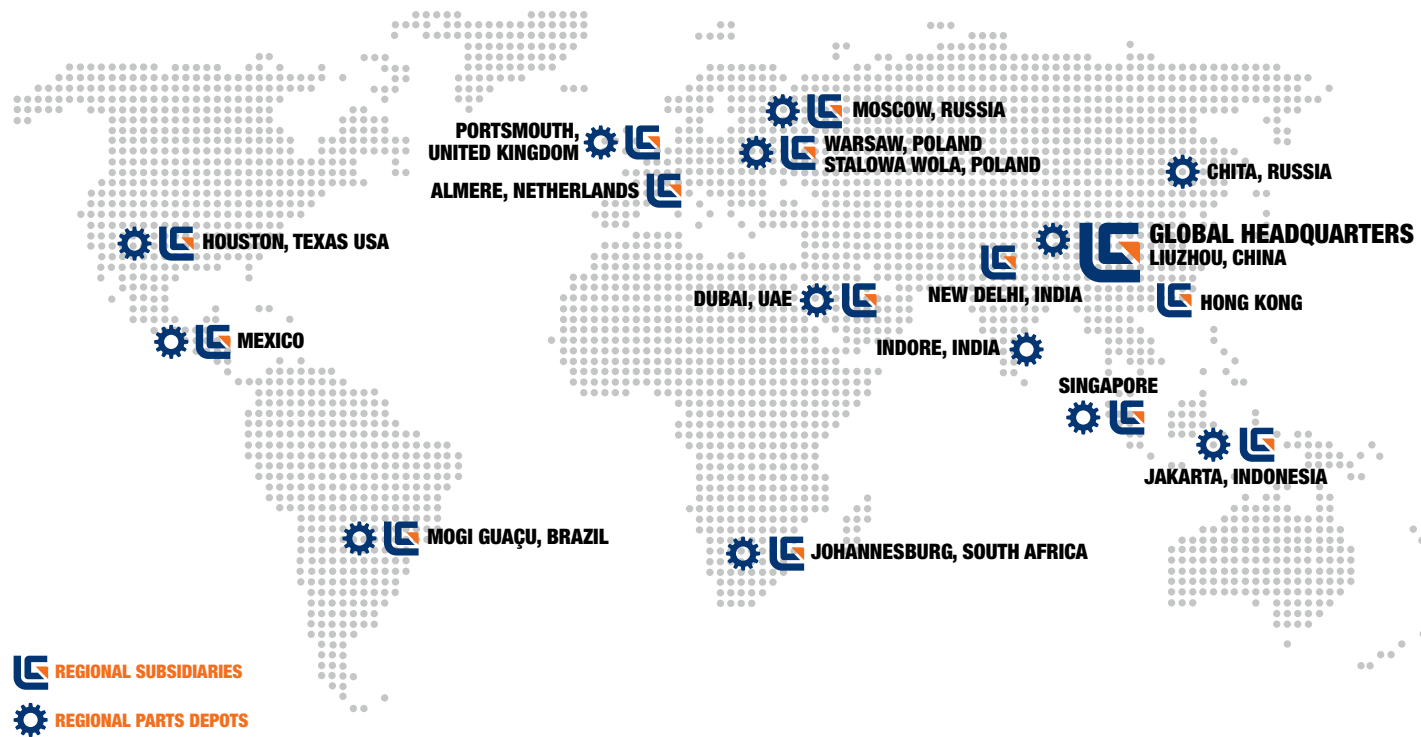 MOSCOW, RUSSIA
PORTSMOUTH,
UNITED KINGDOM
WARSAW, POLAND
STALOWA WOLA, POLAND
CHITA, RUSSIA
ALMERE, NETHERLANDS
HOUSTON, TEXAS USA
GLOBAL HEADQUARTERS
LIUZHOU, CHINA
NEW DELHI, INDIA
DUBAI, UAE
HONG KONG
MEXICO
INDORE, INDIA
SINGAPORE
JAKARTA, INDONESIA
MOGI GUAÇU, BRAZIL
JOHANNESBURG, SOUTH AFRICA
REGIONAL SUBSIDIARIES
REGIONAL PARTS DEPOTS